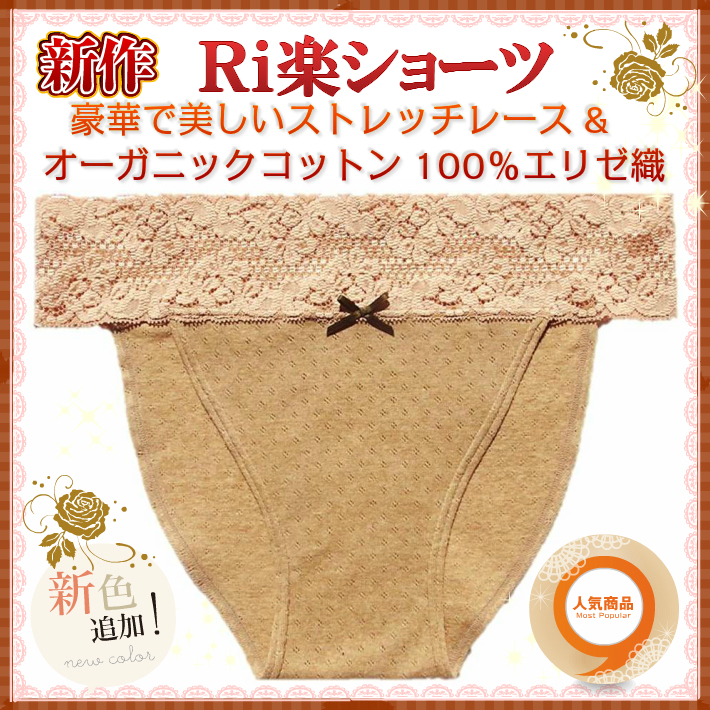 新作 Ri楽ショーツ
豪華で美しいストレッチレース &
オーガニックコットン 100%エリゼ織
新色
追加!
new color
人気商品
Most Popular